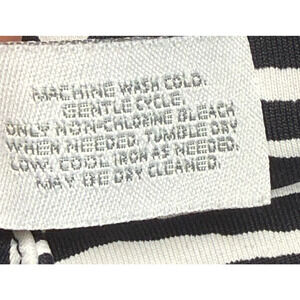 MACHINE WASH COLD.
GENTLE CYCLE.
ONLY NON-CHLORINE BLEACH
WHEN NEEDED. TUMBLE DRY
LOW. COOL IRON AS NEEDED.
MAY BE DRY CLEANED.